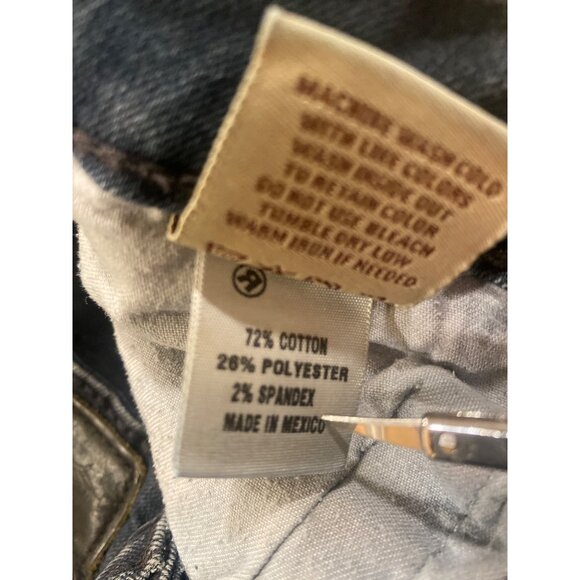 MACHINE WASH COLD
WITH LIKE COLORS
WASH INSIDE OUT
TO RETAIN COLOR
DO NOT USE BLEACH
TUMBLE DRY LOW
WARM IRON IF NEEDED
72% COTTON
26% POLYESTER
2% SPANDEX
MADE IN MEXICO